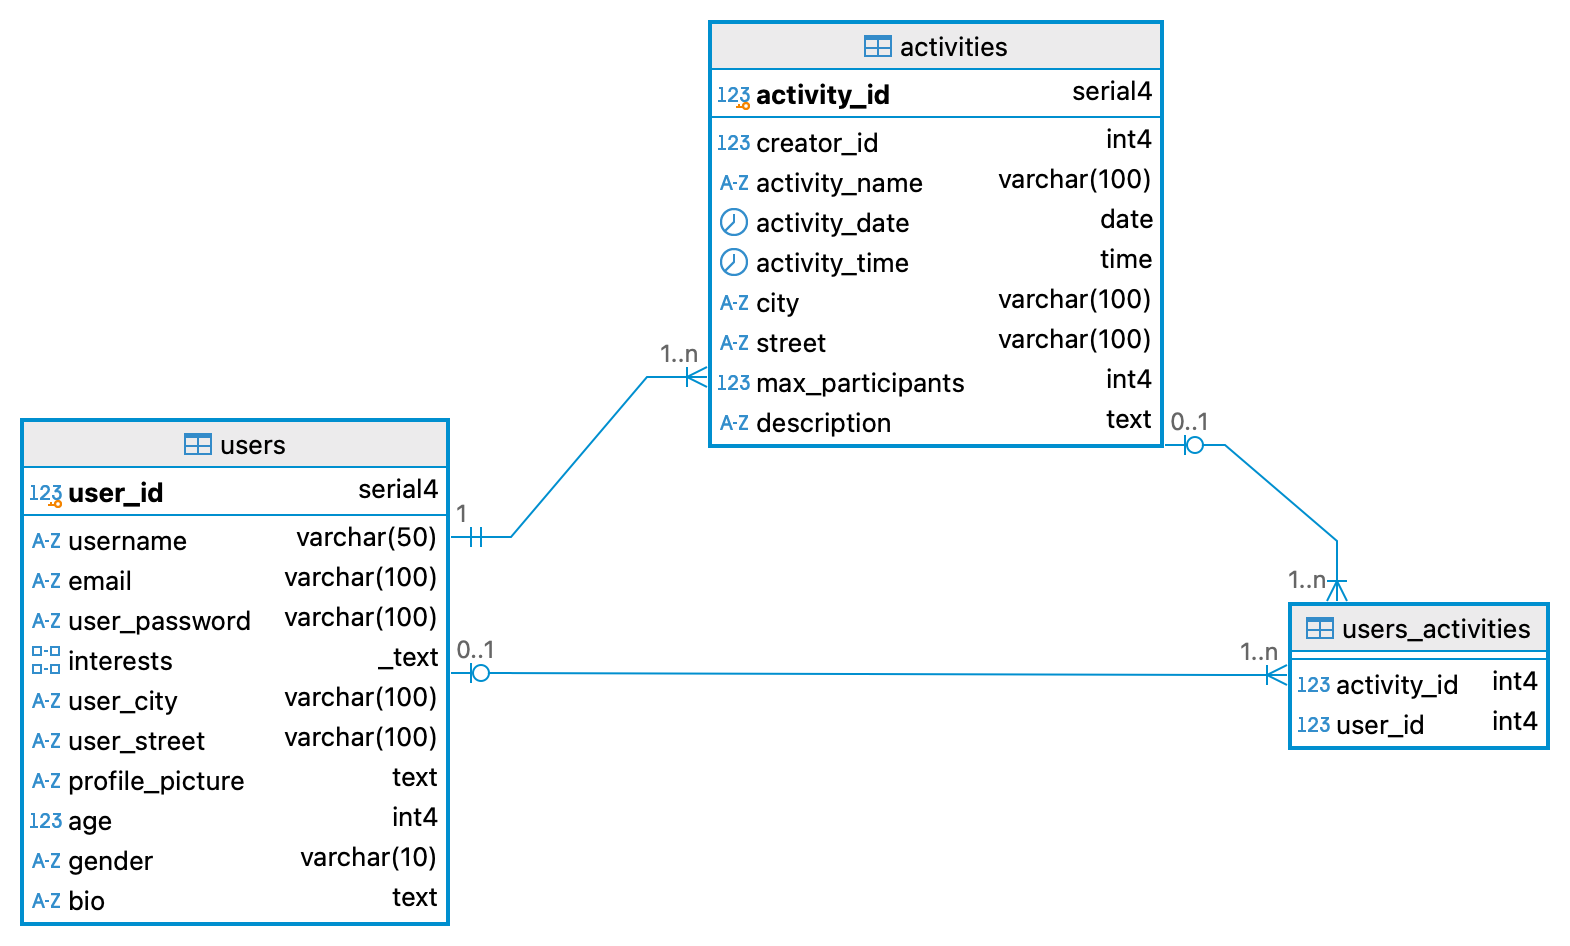 activities
123 activity_id serial4
123 creator_id int4
A-Z activity_name varchar(100)
activity_date date
activity_time time
A-Z city varchar(100)
A-Z street varchar(100)
123 max_participants int4
A-Z description text
1..n
0..1
users
123 user_id serial4
A-Z username varchar(50)
A-Z email varchar(100)
A-Z user_password varchar(100)
interests _text
A-Z user_city varchar(100)
A-Z user_street varchar(100)
A-Z profile_picture text
123 age int4
A-Z gender varchar(10)
A-Z bio text
1
0..1
1..n
1..n
users_activities
123 activity_id int4
123 user_id int4